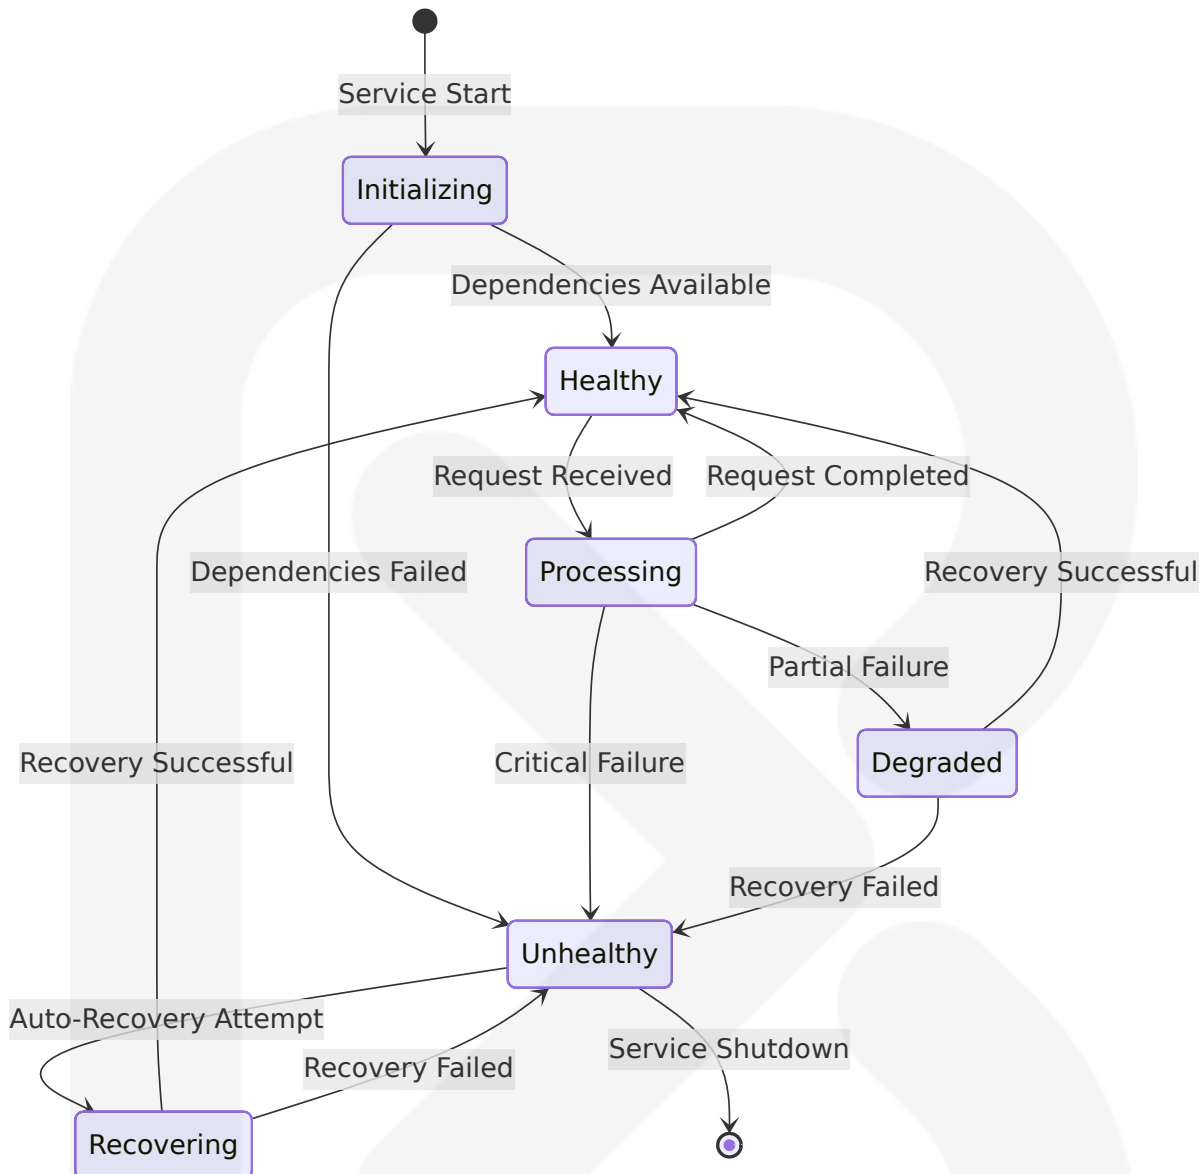 Service Start
Initializing
Dependencies Available
Healthy
Request Received
Request Completed
Dependencies Failed
Processing
Recovery Successful
Partial Failure
Recovery Successful
Critical Failure
Degraded
Recovery Failed
Unhealthy
Auto-Recovery Attempt
Recovery Failed
Service Shutdown
Recovering